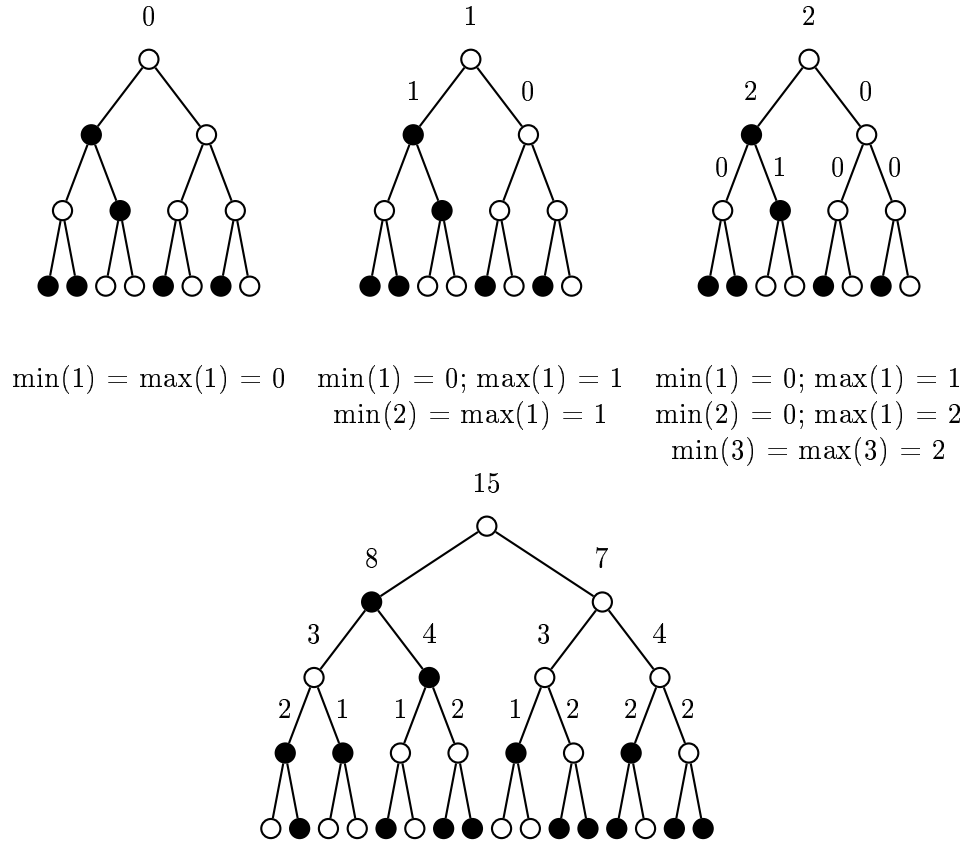 0 1 2
1 0 2 0
0 1 0 0
min(1) = max(1) = 0 min(1) = 0; max(1) = 1 min(1) = 0; max(1) = 1
min(2) = max(1) = 1 min(2) = 0; max(1) = 2
min(3) = max(3) = 2
15
8 7
3 4 3 4
2 1 1 2 1 2 2 2